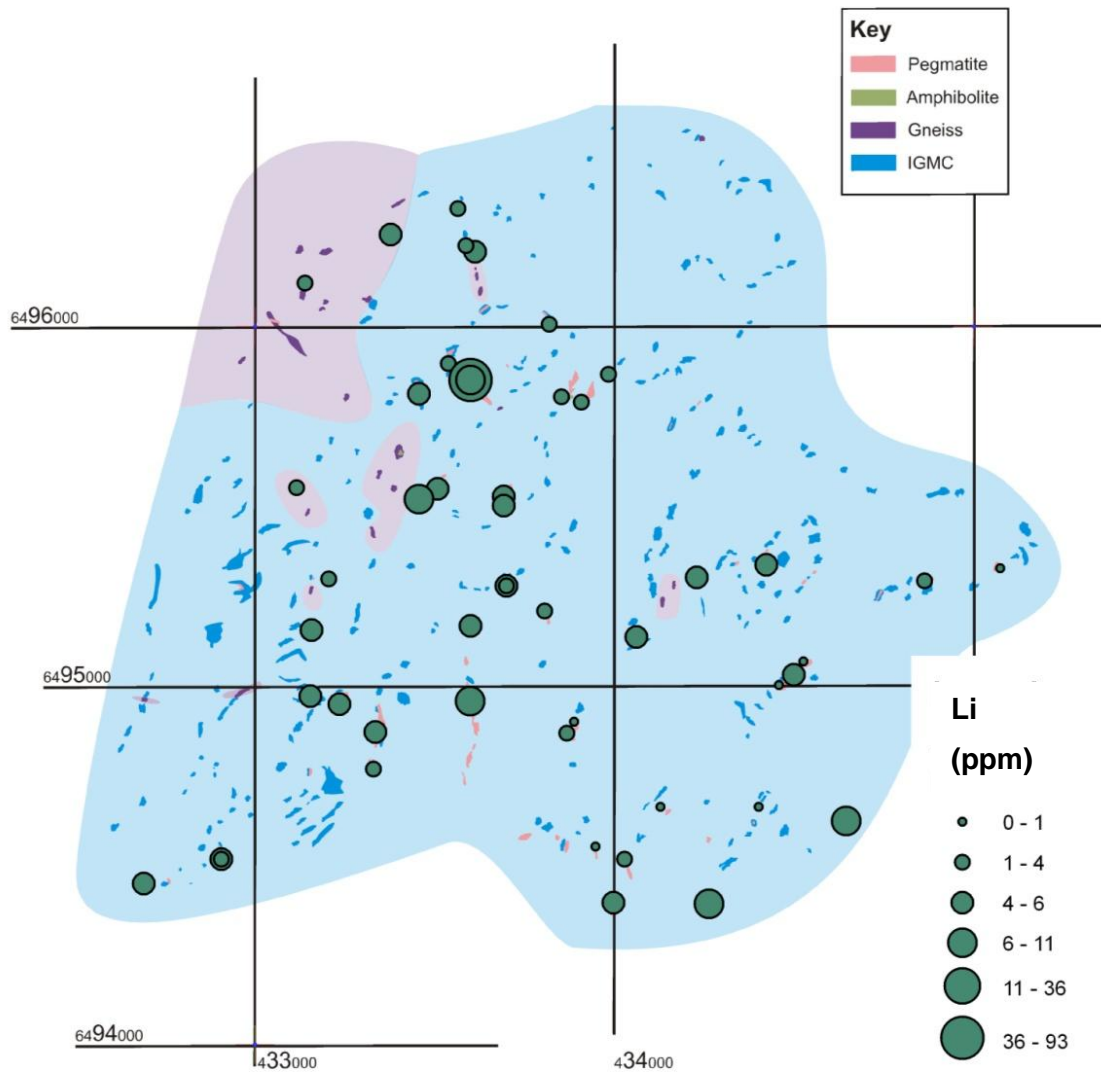 Key
Pegmatite
Amphibolite
Gneiss
IGMC
6496000
6495000
Li
(ppm)
0 - 1
1 - 4
4 - 6
6 - 11
11 - 36
36 - 93
6494000
433000
434000